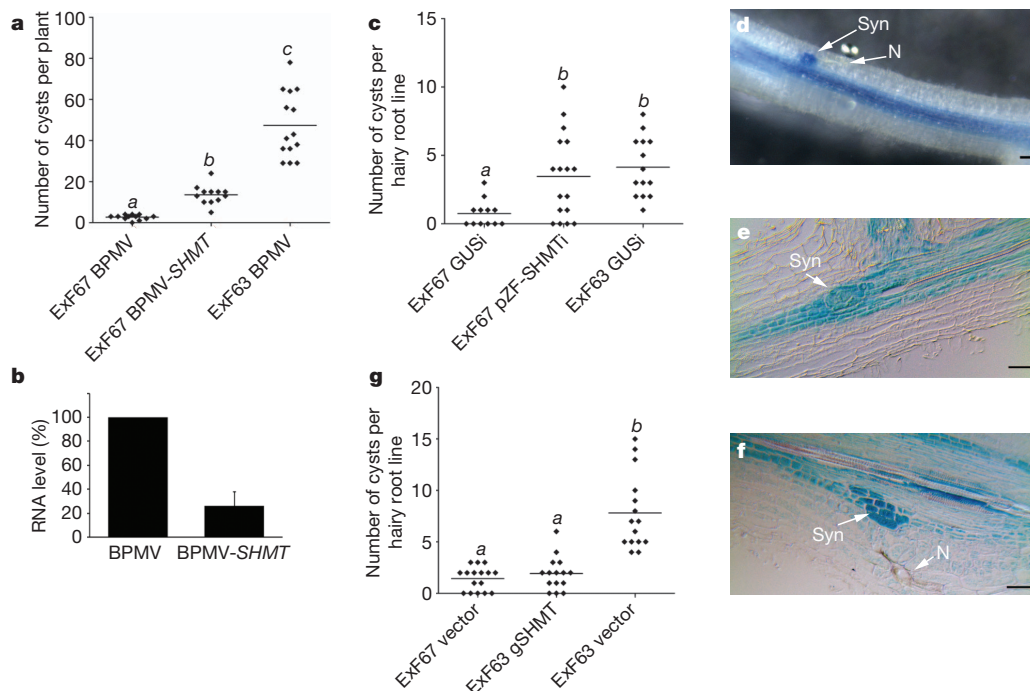 a
Number of cysts per plant
100
80
60
40
20
0
a
b
c
ExF67 BPMV
ExF67 BPMV-SHMT
ExF63 BPMV
b
RNA level (%)
100
80
60
40
20
0
BPMV
BPMV-SHMT
c
Number of cysts per
hairy root line
15
10
5
0
a
b
b
ExF67 GUSi
ExF67 pZF-SHMTi
ExF63 GUSi
g
Number of cysts per
hairy root line
20
15
10
5
0
a
a
b
ExF67 vector
ExF63 gSHMT
ExF63 vector
d
Syn
N
e
Syn
f
Syn
N